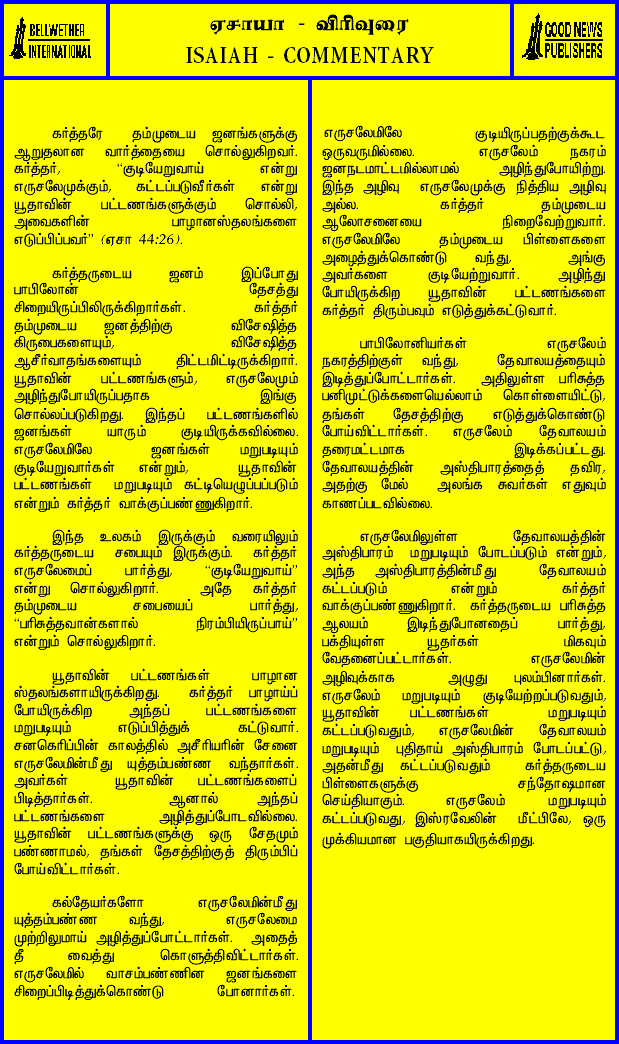 BELLWETHER
INTERNATIONAL
ஏசாயா - விரிவுரை
ISAIAH - COMMENTARY
GOOD NEWS
PUBLISHERS
கர்த்தரே தம்முடைய ஜனங்களுக்கு
ஆறுதலான வார்த்தையை சொல்லுகிறவர்.
கர்த்தர், “குடியேறுவாய் என்று
எருசலேமுக்கும், கட்டப்படுவீர்கள் என்று
யூதாவின் பட்டணங்களுக்கும் சொல்லி,
அவைகளின் பாழானஸ்தலங்களை
எடுப்பிப்பவர்” (ஏசா 44:26).
கர்த்தருடைய ஜனம் இப்போது
பாபிலோன் தேசத்து
சிறையிருப்பிலிருக்கிறார்கள். கர்த்தர்
தம்முடைய ஜனத்திற்கு விசேஷித்த
கிருபைகளையும், விசேஷித்த
ஆசீர்வாதங்களையும் திட்டமிட்டிருக்கிறார்.
யூதாவின் பட்டணங்களும், எருசலேமும்
அழிந்துபோயிருப்பதாக இங்கு
சொல்லப்படுகிறது. இந்தப் பட்டணங்களில்
ஜனங்கள் யாரும் குடியிருக்கவில்லை.
எருசலேமிலே ஜனங்கள் மறுபடியும்
குடியேறுவார்கள் என்றும், யூதாவின்
பட்டணங்கள் மறுபடியும் கட்டியெழுப்பப்படும்
என்றும் கர்த்தர் வாக்குப்பண்ணுகிறார்.
இந்த உலகம் இருக்கும் வரையிலும்
கர்த்தருடைய சபையும் இருக்கும். கர்த்தர்
எருசலேமைப் பார்த்து, “குடியேறுவாய்”
என்று சொல்லுகிறார். அதே கர்த்தர்
தம்முடைய சபையைப் பார்த்து,
“பரிசுத்தவான்களால் நிரம்பியிருப்பாய்”
என்றும் சொல்லுகிறார்.
யூதாவின் பட்டணங்கள் பாழான
ஸ்தலங்களாயிருக்கிறது. கர்த்தர் பாழாய்ப்
போயிருக்கிற அந்தப் பட்டணங்களை
மறுபடியும் எடுப்பித்துக் கட்டுவார்.
சனகெரிப்பின் காலத்தில் அசீரியரின் சேனை
எருசலேமின்மீது யுத்தம்பண்ண வந்தார்கள்.
அவர்கள் யூதாவின் பட்டணங்களைப்
பிடித்தார்கள். ஆனால் அந்தப்
பட்டணங்களை அழித்துப்போடவில்லை.
யூதாவின் பட்டணங்களுக்கு ஒரு சேதமும்
பண்ணாமல், தங்கள் தேசத்திற்குத் திரும்பிப்
போய்விட்டார்கள்.
கல்தேயர்களோ எருசலேமின்மீது
யுத்தம்பண்ண வந்து, எருசலேமை
முற்றிலுமாய் அழித்துப்போட்டார்கள். அதைத்
தீ வைத்து கொளுத்திவிட்டார்கள்.
எருசலேமில் வாசம்பண்ணின ஜனங்களை
சிறைப்பிடித்துக்கொண்டு போனார்கள்.
எருசலேமிலே குடியிருப்பதற்குக்கூட
ஒருவருமில்லை. எருசலேம் நகரம்
ஜனநடமாட்டமில்லாமல் அழிந்துபோயிற்று.
இந்த அழிவு எருசலேமுக்கு நித்திய அழிவு
அல்ல. கர்த்தர் தம்முடைய
ஆலோசனையை நிறைவேற்றுவார்.
எருசலேமிலே தம்முடைய பிள்ளைகளை
அழைத்துக்கொண்டு வந்து, அங்கு
அவர்களை குடியேற்றுவார். அழிந்து
போயிருக்கிற யூதாவின் பட்டணங்களை
கர்த்தர் திரும்பவும் எடுத்துக்கட்டுவார்.
பாபிலோனியர்கள் எருசலேம்
நகரத்திற்குள் வந்து, தேவாலயத்தையும்
இடித்துப்போட்டார்கள். அதிலுள்ள பரிசுத்த
பனிமுட்டுக்களையெல்லாம் கொள்ளையிட்டு,
தங்கள் தேசத்திற்கு எடுத்துக்கொண்டு
போய்விட்டார்கள். எருசலேம் தேவாலயம்
தரைமட்டமாக இடிக்கப்பட்டது.
தேவாலயத்தின் அஸ்திபாரத்தைத் தவிர,
அதற்கு மேல் அலங்க சுவர்கள் எதுவும்
காணப்படவில்லை.
எருசலேமிலுள்ள தேவாலயத்தின்
அஸ்திபாரம் மறுபடியும் போடப்படும் என்றும்,
அந்த அஸ்திபாரத்தின்மீது தேவாலயம்
கட்டப்படும் என்றும் கர்த்தர்
வாக்குப்பண்ணுகிறார். கர்த்தருடைய பரிசுத்த
ஆலயம் இடிந்துபோனதைப் பார்த்து,
பக்தியுள்ள யூதர்கள் மிகவும்
வேதனைப்பட்டார்கள். எருசலேமின்
அழிவுக்காக அழுது புலம்பினார்கள்.
எருசலேம் மறுபடியும் குடியேற்றப்படுவதும்,
யூதாவின் பட்டணங்கள் மறுபடியும்
கட்டப்படுவதும், எருசலேமின் தேவாலயம்
மறுபடியும் புதிதாய் அஸ்திபாரம் போடப்பட்டு,
அதன்மீது கட்டப்படுவதும் கர்த்தருடைய
பிள்ளைகளுக்கு சந்தோஷமான
செய்தியாகும். எருசலேம் மறுபடியும்
கட்டப்படுவது, இஸ்ரவேலின் மீட்பிலே, ஒரு
முக்கியமான பகுதியாகயிருக்கிறது.